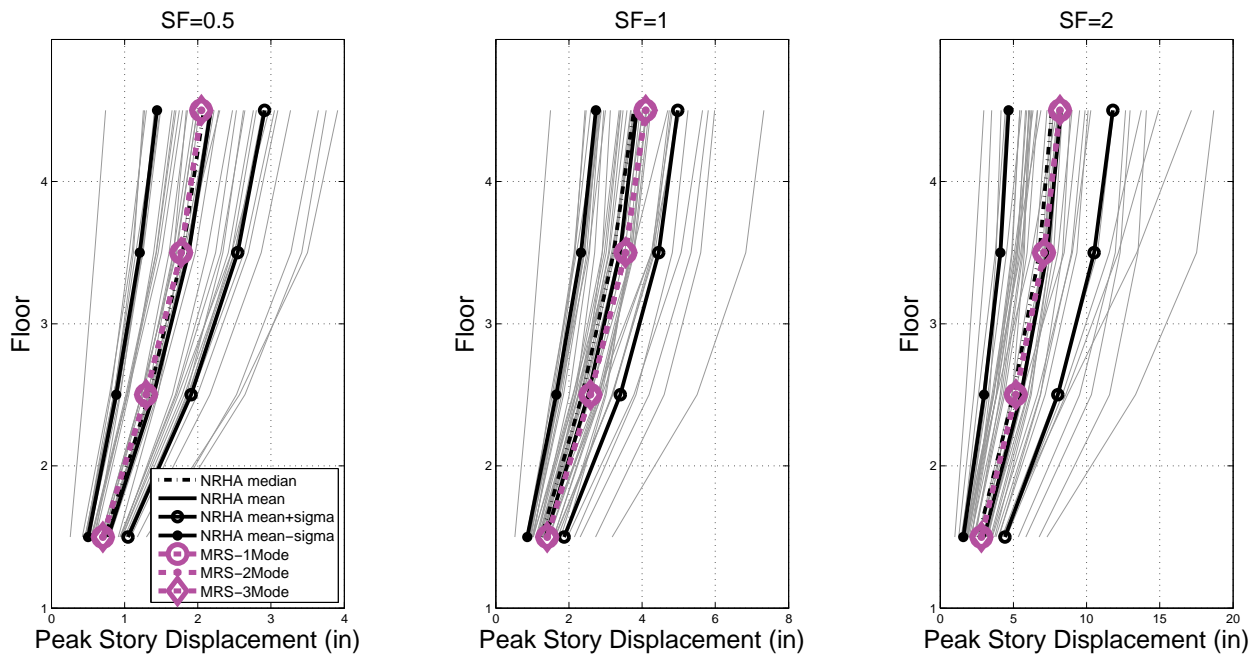 SF=0.5
4
3
2
1
Floor
NRHA median
NRHA mean
NRHA mean+sigma
NRHA mean−sigma
MRS−1Mode
MRS−2Mode
MRS−3Mode
0 1 2 3 4
Peak Story Displacement (in)
SF=1
4
3
2
1
Floor
0 2 4 6 8
Peak Story Displacement (in)
SF=2
4
3
2
1
Floor
0 5 10 15 20
Peak Story Displacement (in)